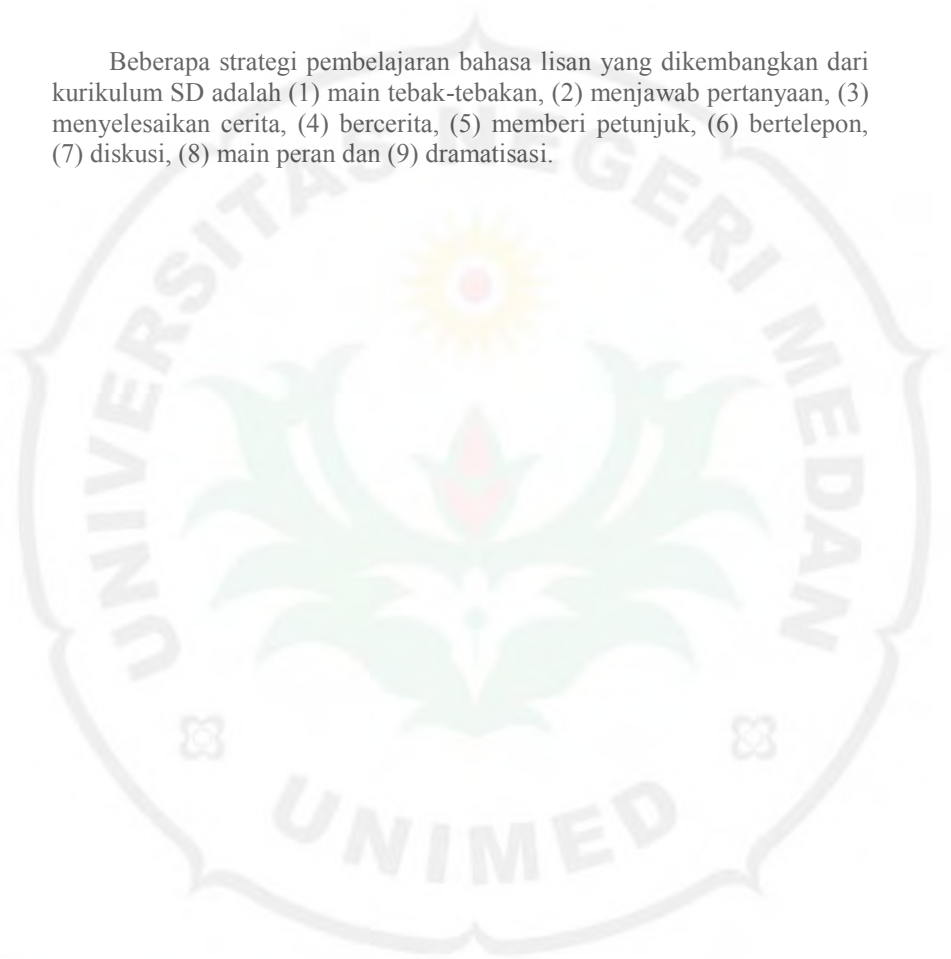 Beberapa strategi pembelajaran bahasa lisan yang dikembangkan dari
kurikulum SD adalah (1) main tebak-tebakan, (2) menjawab pertanyaan, (3)
menyelesaikan cerita, (4) bercerita, (5) memberi petunjuk, (6) bertelepon,
(7) diskusi, (8) main peran dan (9) dramatisasi.
UNIVERSITAS NEGERI MEDAN
UNIMED